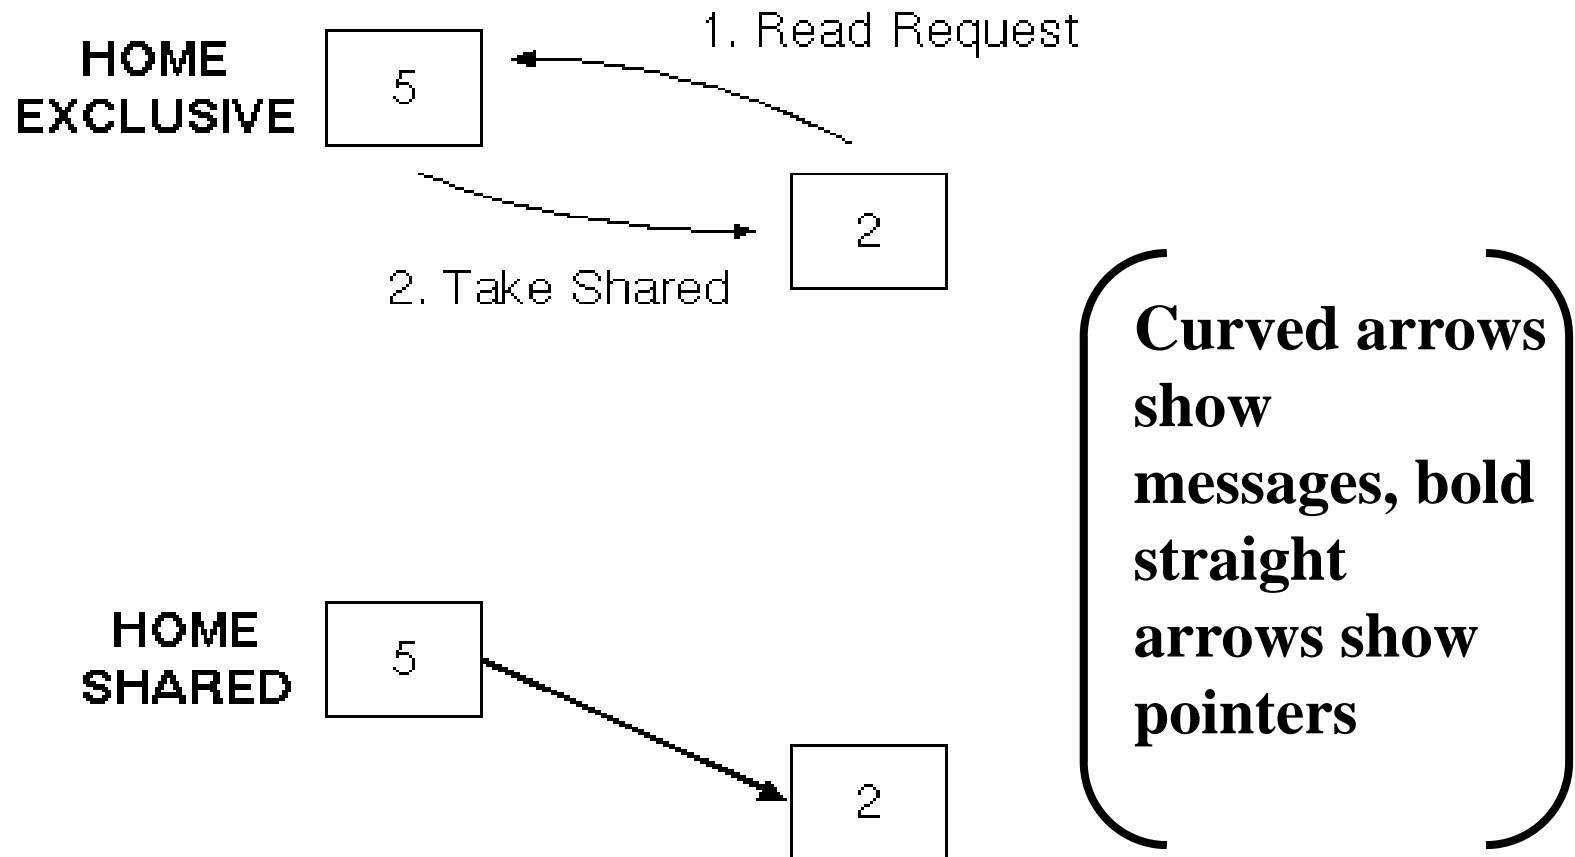 1. Read Request
HOME
EXCLUSIVE
5
2
2. Take Shared
Curved arrows
show
messages, bold
straight
arrows show
pointers
HOME
SHARED
5
2